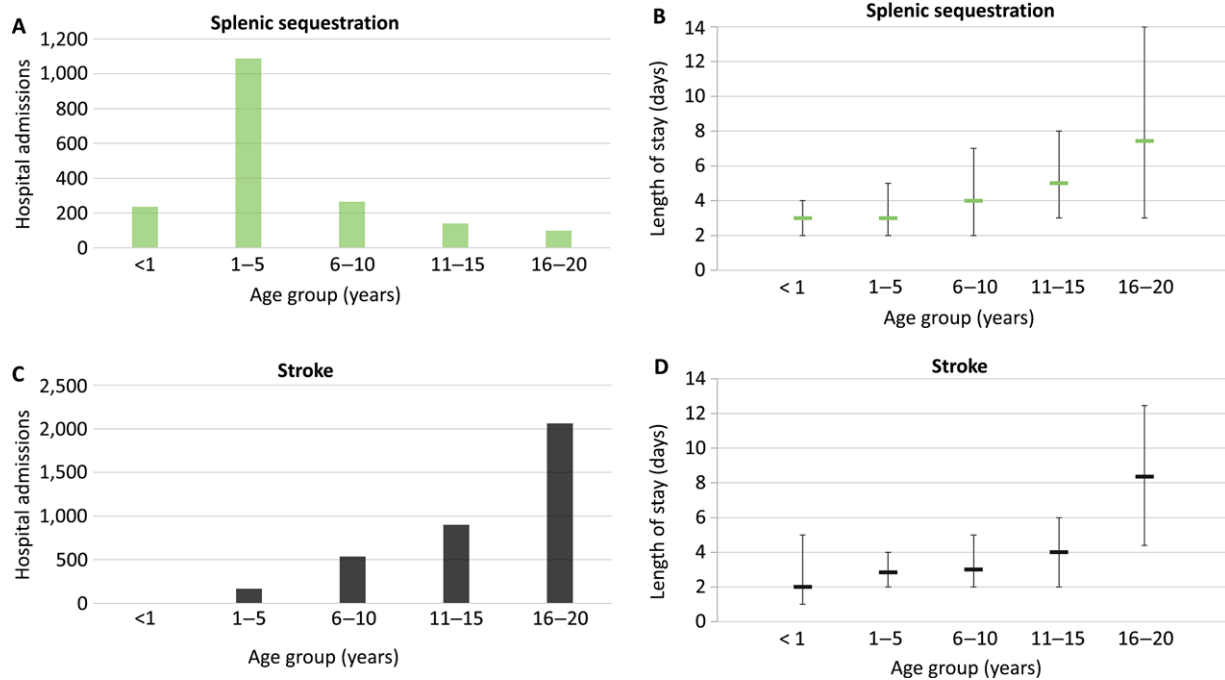 A
Splenic sequestration
Hospital admissions
1,200
1,000
800
600
400
200
0
<1 1–5 6–10 11–15 16–20
Age group (years)
B
Splenic sequestration
Length of stay (days)
14
12
10
8
6
4
2
0
< 1 1–5 6–10 11–15 16–20
Age group (years)
C
Stroke
Hospital admissions
2,500
2,000
1,500
1,000
500
0
<1 1–5 6–10 11–15 16–20
Age group (years)
D
Stroke
Length of stay (days)
14
12
10
8
6
4
2
0
< 1 1–5 6–10 11–15 16–20
Age group (years)